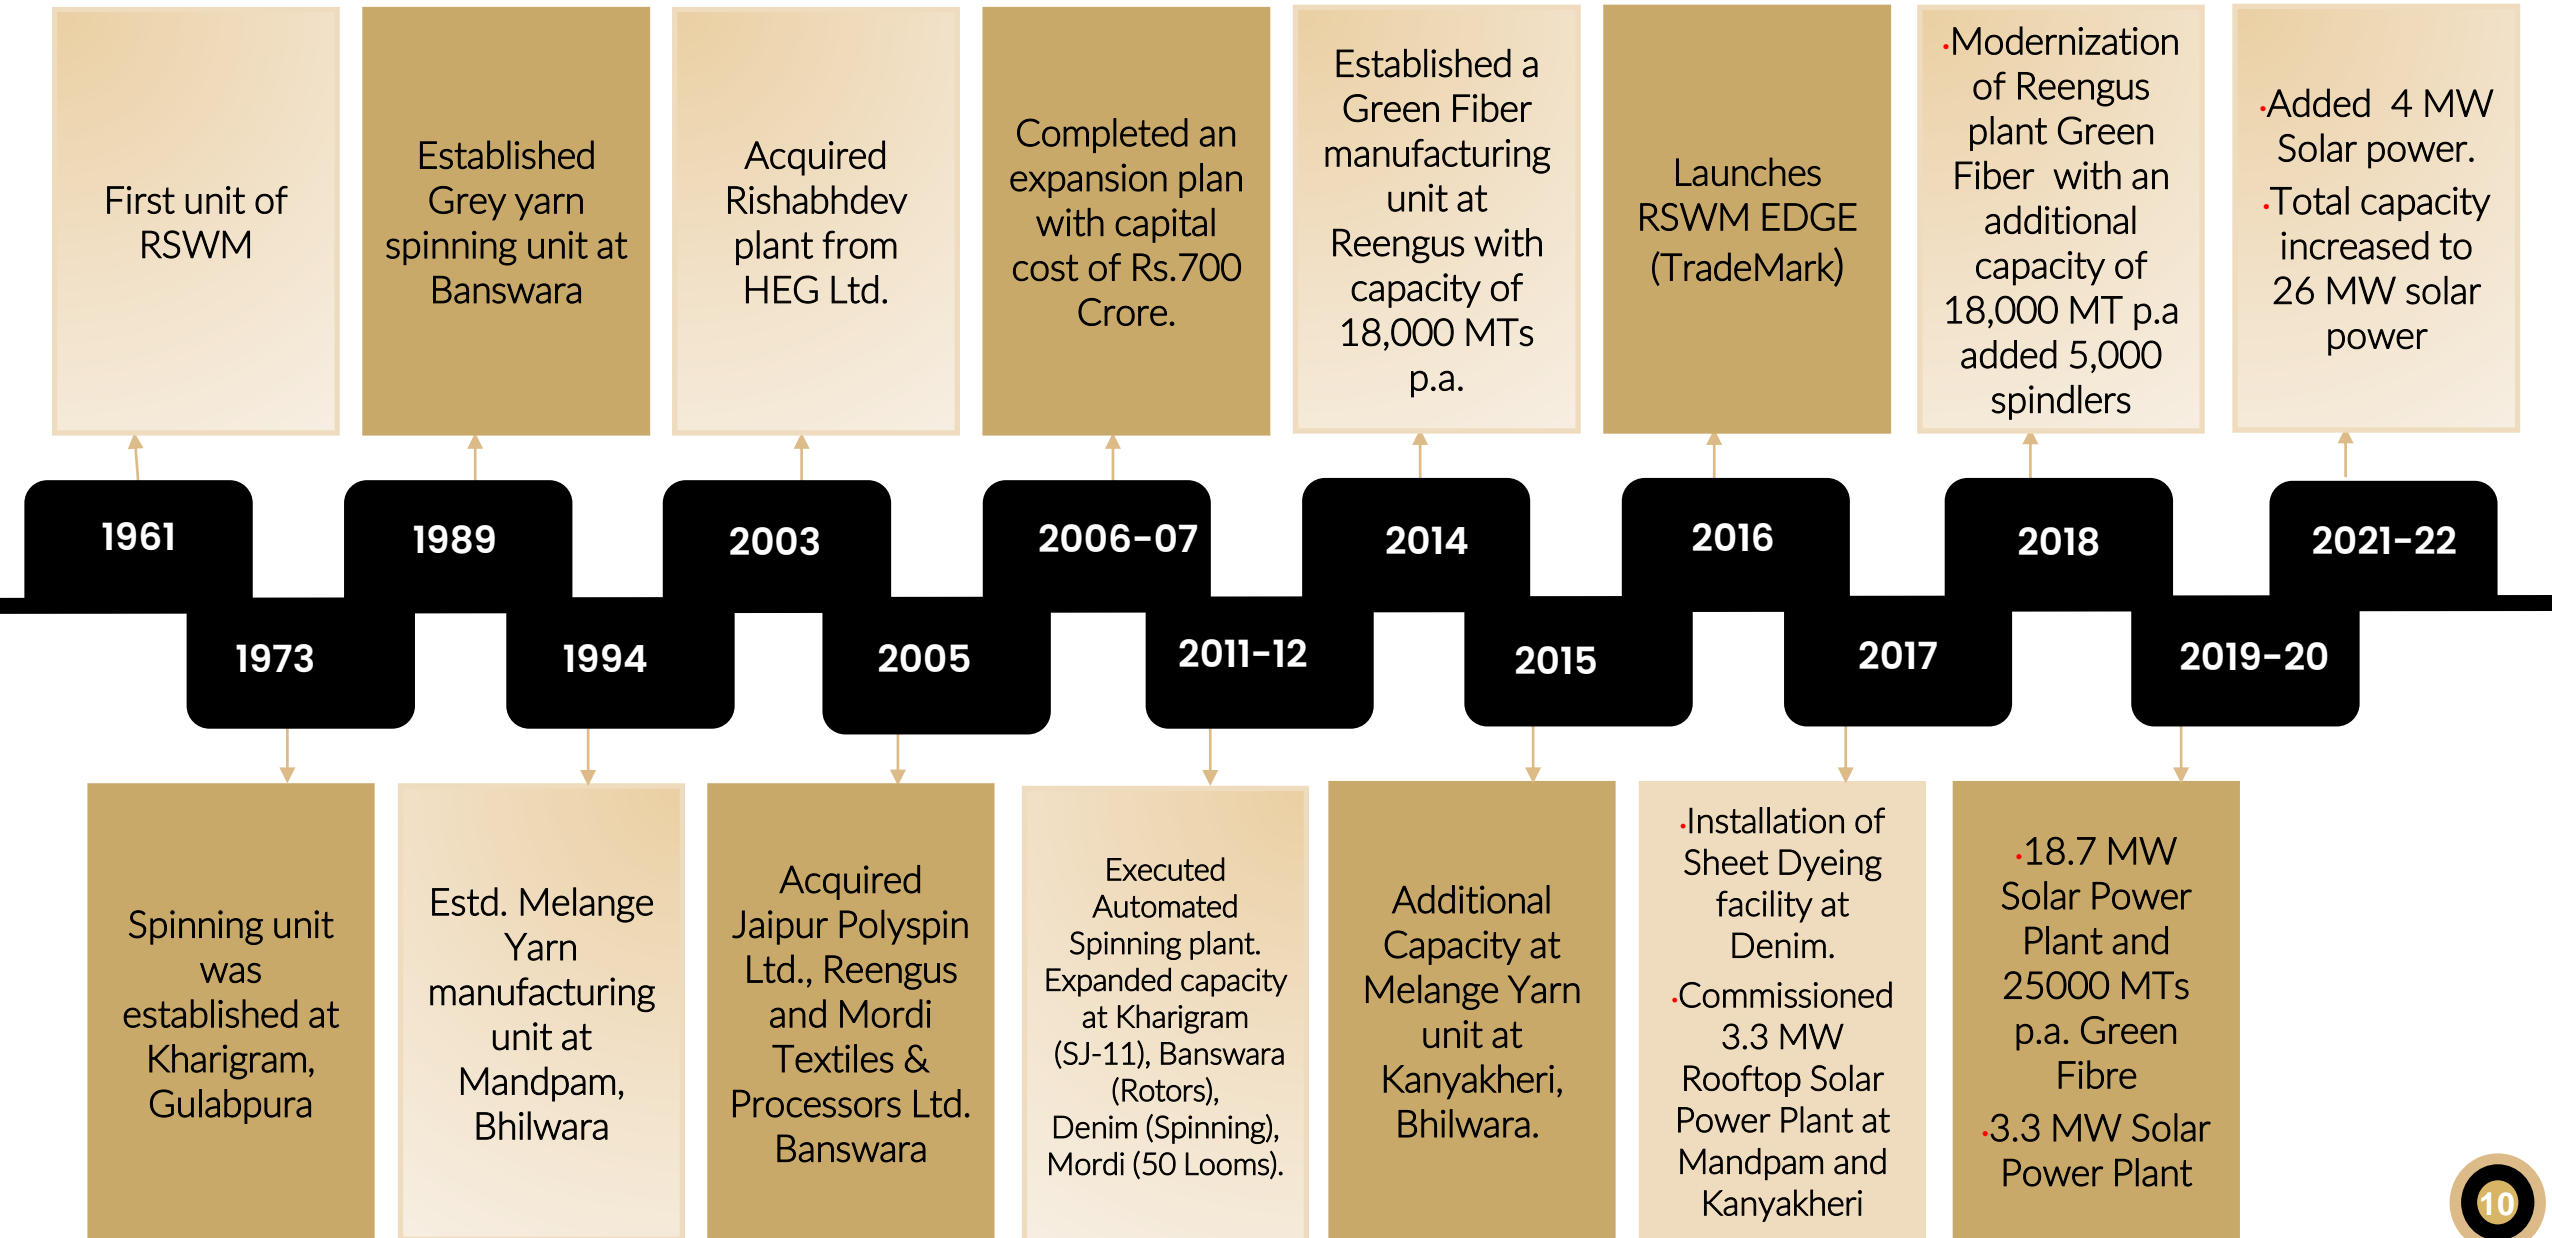 First unit of
RSWM
Established
Grey yarn
spinning unit at
Banswara
Acquired
Rishabhdev
plant from
HEG Ltd.
Completed an
expansion plan
with capital
cost of Rs.700
Crore.
Established a
Green Fiber
manufacturing
unit at
Reengus with
capacity of
18,000 MTs
p.a.
Launches
RSWM EDGE
(TradeMark)
•Modernization
of Reengus
plant Green
Fiber with an
additional
capacity of
18,000 MT p.a
added 5,000
spindlers
•Added 4 MW
Solar power.
•Total capacity
increased to
26 MW solar
power
1961
1989
2003
2006-07
2014
2016
2018
2021-22
1973
1994
2005
2011-12
2015
2017
2019-20
Spinning unit
was
established at
Kharigram,
Gulabpura
Estd. Melange
Yarn
manufacturing
unit at
Mandpam,
Bhilwara
Acquired
Jaipur Polyspin
Ltd., Reengus
and Mordi
Textiles &
Processors Ltd.
Banswara
Executed
Automated
Spinning plant.
Expanded capacity
at Kharigram
(SJ-11), Banswara
(Rotors),
Denim (Spinning),
Mordi (50 Looms).
Additional
Capacity at
Melange Yarn
unit at
Kanyakheri,
Bhilwara.
•Installation of
Sheet Dyeing
facility at
Denim.
•Commissioned
3.3 MW
Rooftop Solar
Power Plant at
Mandpam and
Kanyakheri
•18.7 MW
Solar Power
Plant and
25000 MTs
p.a. Green
Fibre
•3.3 MW Solar
Power Plant
10